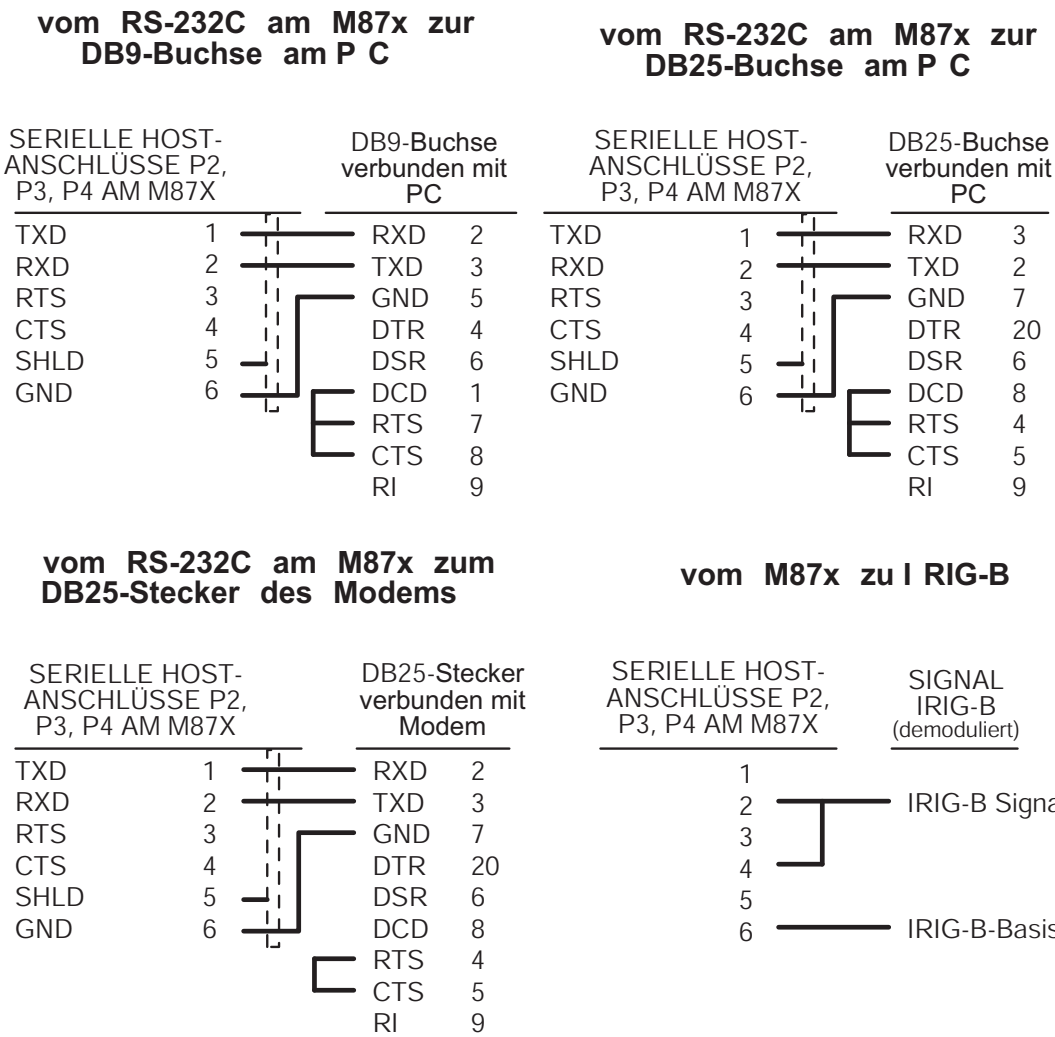 vom RS-232C am M87x zur
DB9-Buchse am P C
SERIELLE HOST-
ANSCHLÜSSE P2,
P3, P4 AM M87X
DB9-Buchse
verbunden mit
PC
TXD 1 RXD 2
RXD 2 TXD 3
RTS 3 GND 5
CTS 4 DTR 4
SHLD 5 DSR 6
GND 6 DCD 1
RTS 7
CTS 8
RI 9
vom RS-232C am M87x zur
DB25-Buchse am P C
SERIELLE HOST-
ANSCHLÜSSE P2,
P3, P4 AM M87X
DB25-Buchse
verbunden mit
PC
TXD 1 RXD 3
RXD 2 TXD 2
RTS 3 GND 7
CTS 4 DTR 20
SHLD 5 DSR 6
GND 6 DCD 8
RTS 4
CTS 5
RI 9
vom RS-232C am M87x zum
DB25-Stecker des Modems
SERIELLE HOST-
ANSCHLÜSSE P2,
P3, P4 AM M87X
DB25-Stecker
verbunden mit
Modem
TXD 1 RXD 2
RXD 2 TXD 3
RTS 3 GND 7
CTS 4 DTR 20
SHLD 5 DSR 6
GND 6 DCD 8
RTS 4
CTS 5
RI 9
vom M87x zu I RIG-B
SERIELLE HOST-
ANSCHLÜSSE P2,
P3, P4 AM M87X
SIGNAL
IRIG-B
(demoduliert)
1
2 IRIG-B Signa
3
4
5
6 IRIG-B-Basis